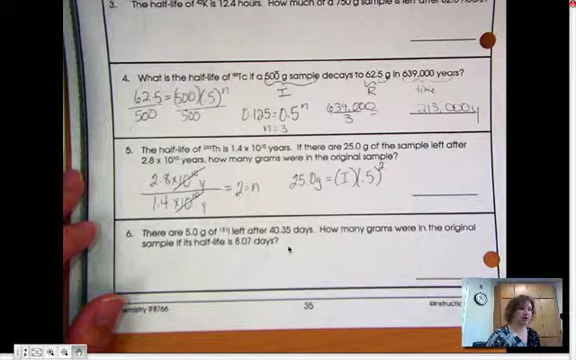 3. The half-life of ⁴²K is 12.4 hours. How much of a 750 g sample is left after 62.0
4. What is the half-life of ⁹⁹Tc if a 500 g sample decays to 62.5 g in 639,000 years?
I R time
62.5 = (500)(.5)ⁿ
500 500
0.125 = 0.5ⁿ
n = 3
639,000
3
213,000 y
5. The half-life of ²³²Th is 1.4 x 10¹⁰ years. If there are 25.0 g of the sample left after
2.8 x 10¹⁰ years, how many grams were in the original sample?
2.8 x 10¹⁰ y
1.4 x 10¹⁰ y
= 2 = n
25.0g = (I)(.5)²
6. There are 5.0 g of ¹³¹I left after 40.35 days. How many grams were in the original
sample if its half-life is 8.07 days?
emistry IF8766
35
©Instructi